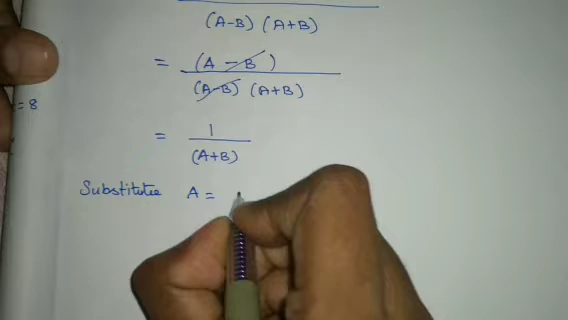 (A-B) (A+B)
= (A - B)
(A-B) (A+B)
= 8
= 1
(A+B)
Substitute A =